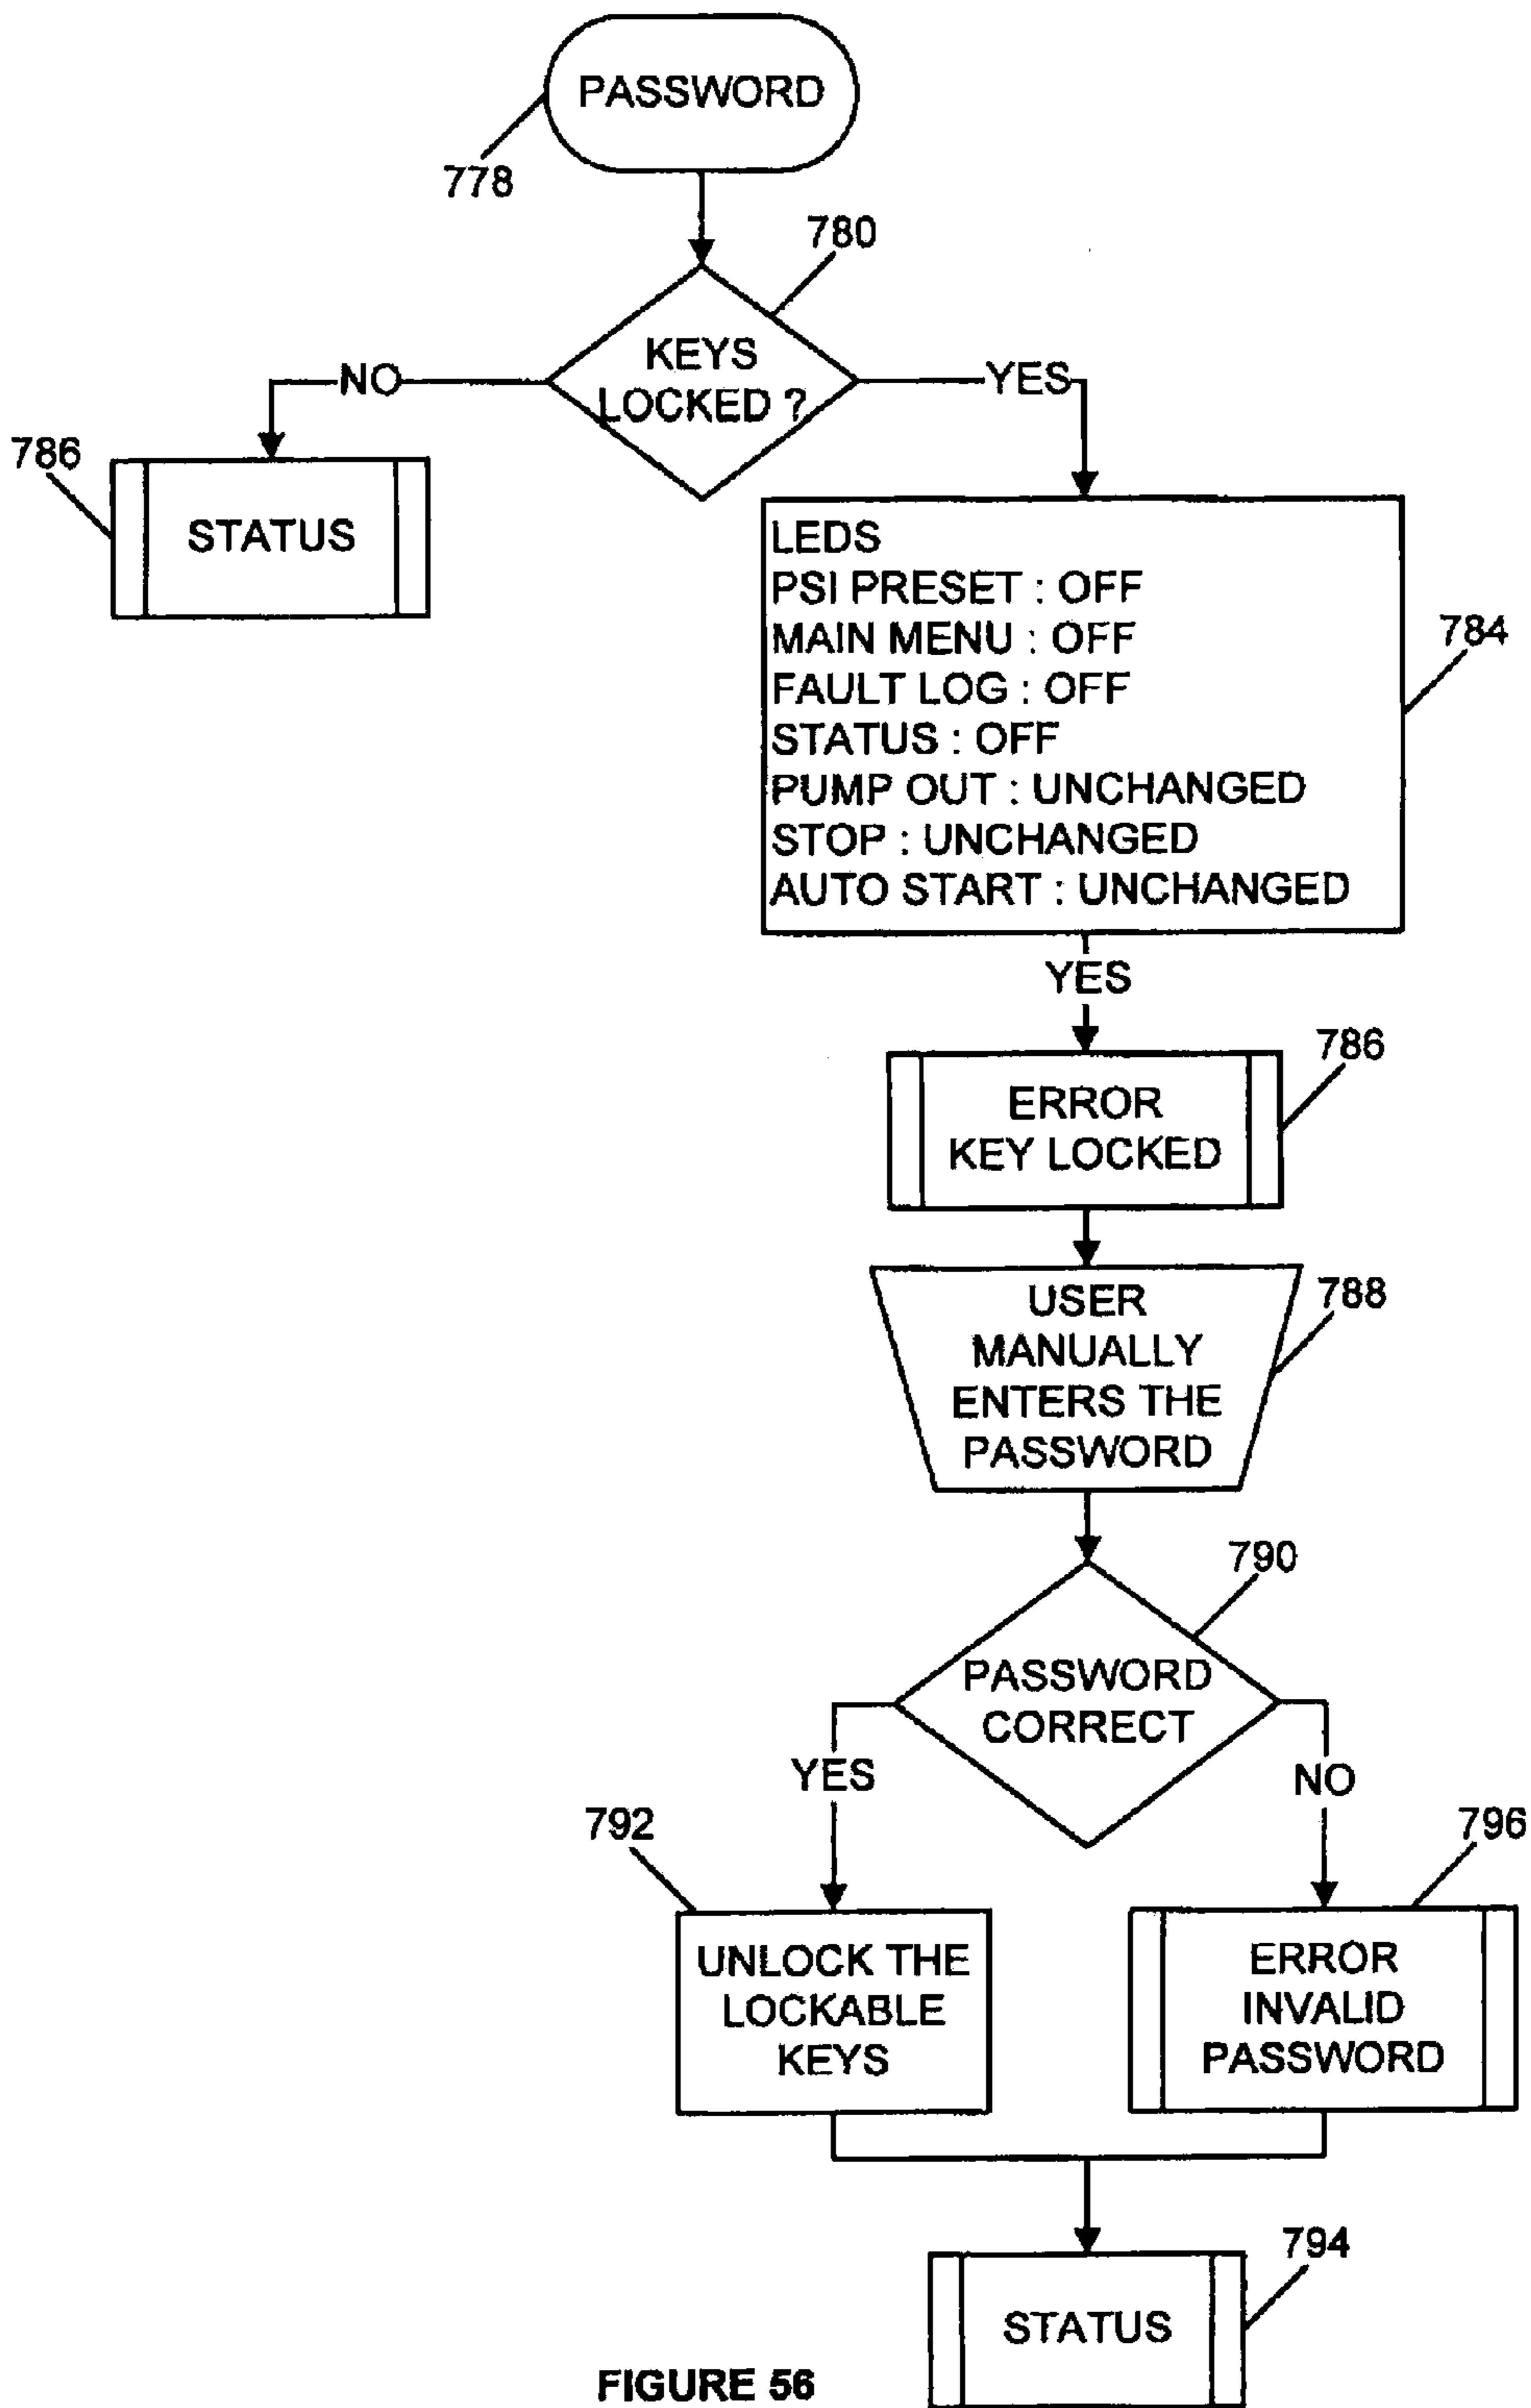 PASSWORD
778
780
KEYS
LOCKED ?
NO
YES
786
STATUS
LEDS
PSI PRESET : OFF
MAIN MENU : OFF
FAULT LOG : OFF
STATUS : OFF
PUMP OUT : UNCHANGED
STOP : UNCHANGED
AUTO START : UNCHANGED
784
YES
786
ERROR
KEY LOCKED
788
USER
MANUALLY
ENTERS THE
PASSWORD
790
PASSWORD
CORRECT
YES
NO
792
796
UNLOCK THE
LOCKABLE
KEYS
ERROR
INVALID
PASSWORD
794
STATUS
FIGURE 56